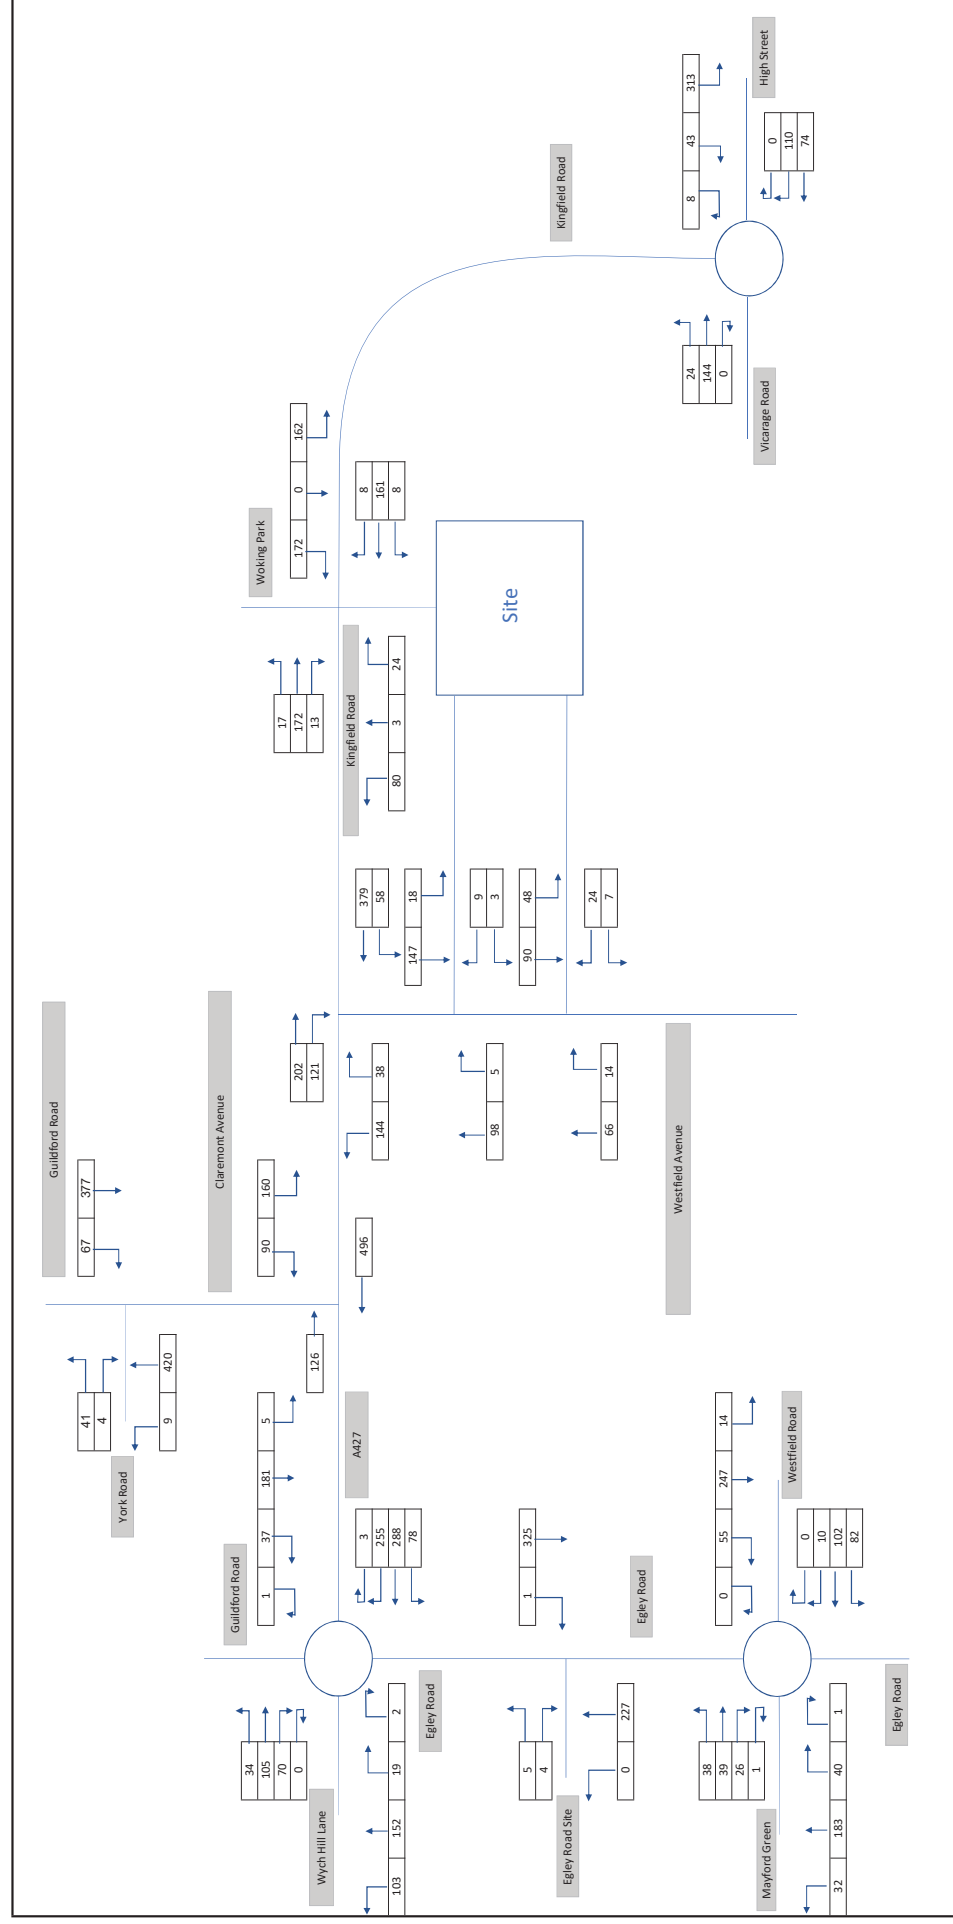 Guildford Road
67 377
York Road
41
4
9 420
Claremont Avenue
90 160
126
202
121
496
144 38
Guildford Road
1 37 181 5
A427
3
255
288
78
34
105
70
0
Wych Hill Lane
103 152 19 2
Egley Road
Woking Park
172 0 162
17
172
13
Kingfield Road
80 3 24
8
161
8
Site
379
58
147 18
9
3
90 48
24
7
98 5
66 14
Westfield Avenue
Kingfield Road
8 43 313
High Street
0
110
74
24
144
0
Vicarage Road
1 325
Egley Road
5
4
0 227
Egley Road Site
0 55 247 14
Westfield Road
0
10
102
82
38
39
26
1
Mayford Green
32 183 40 1
Egley Road